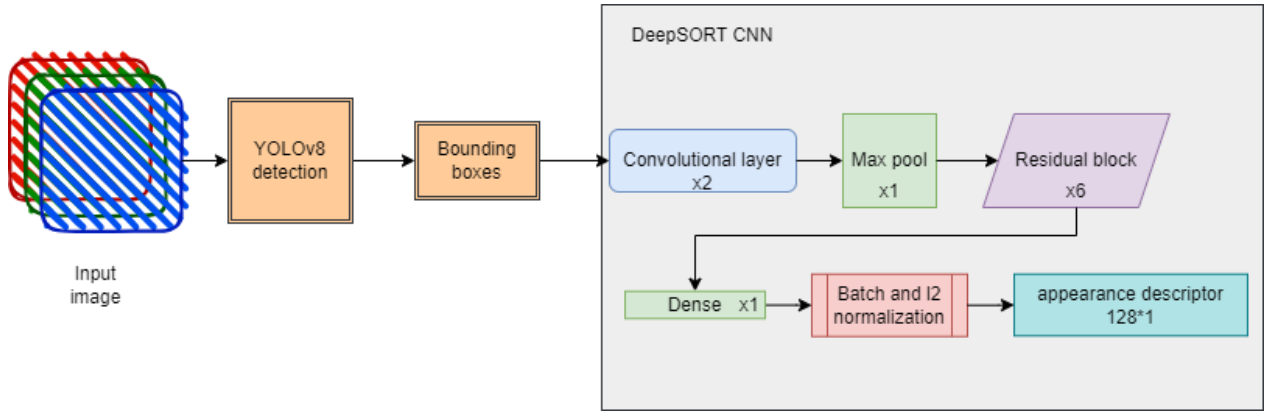 DeepSORT CNN
Input
image
YOLOv8
detection
Bounding
boxes
Convolutional layer
x2
Max pool
x1
Residual block
x6
Dense x1
Batch and l2
normalization
appearance descriptor
128*1